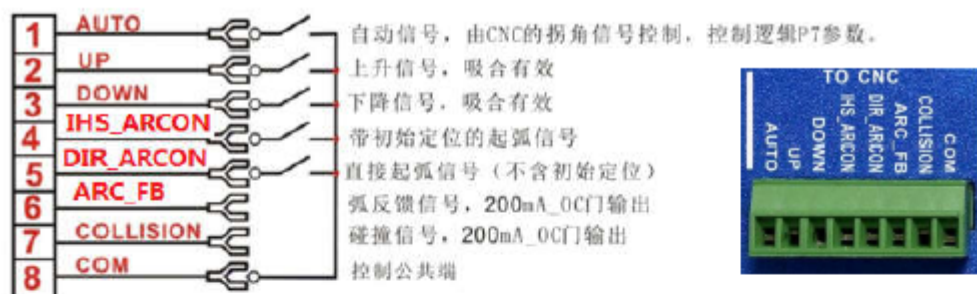 1 AUTO 自动信号，由CNC的拐角信号控制，控制逻辑P7参数。
2 UP 上升信号，吸合有效
3 DOWN 下降信号，吸合有效
4 IHS_ARCON 带初始定位的起弧信号
5 DIR_ARCON 直接起弧信号（不含初始定位）
6 ARC_FB 弧反馈信号，200mA_OC门输出
7 COLLISION 碰撞信号，200mA_OC门输出
8 COM 控制公共端
TO CNC
AUTO
UP
DOWN
IHS_ARCON
DIR_ARCON
ARC_FB
COLLISION
COM